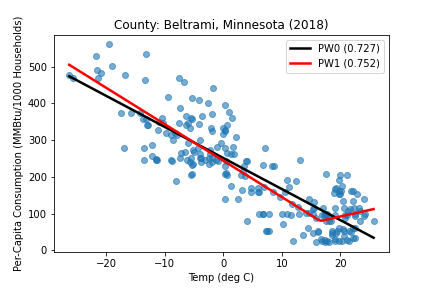 County: Beltrami, Minnesota (2018)
PW0 (0.727)
PW1 (0.752)
Per-Capita Consumption (MMBtu/1000 Households)
500
400
300
200
100
0
−20
−10
0
10
20
Temp (deg C)